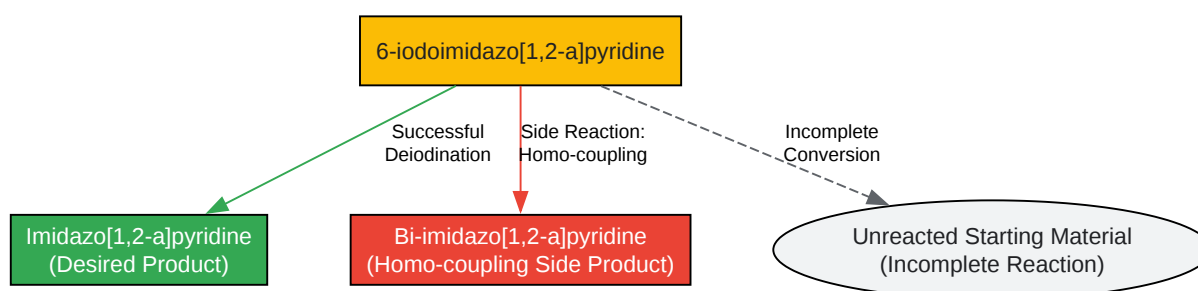 6-iodoimidazo[1,2-a]pyridine
Successful
Deiodination
Side Reaction:
Homo-coupling
Incomplete
Conversion
Imidazo[1,2-a]pyridine
(Desired Product)
Bi-imidazo[1,2-a]pyridine
(Homo-coupling Side Product)
Unreacted Starting Material
(Incomplete Reaction)